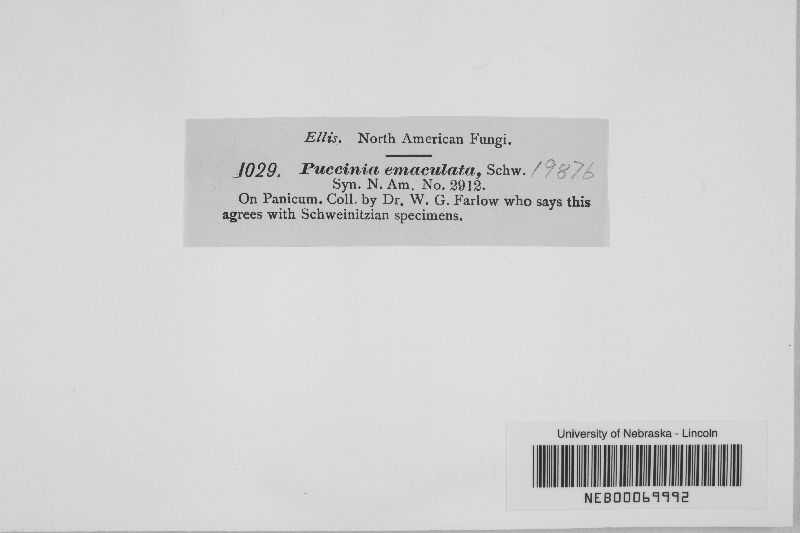 Ellis. North American Fungi.
1029. Puccinia emaculata, Schw. 19876
Syn. N. Am. No. 2912.
On Panicum. Coll. by Dr. W. G. Farlow who says this
agrees with Schweinitzian specimens.
University of Nebraska - Lincoln
NEB00069992